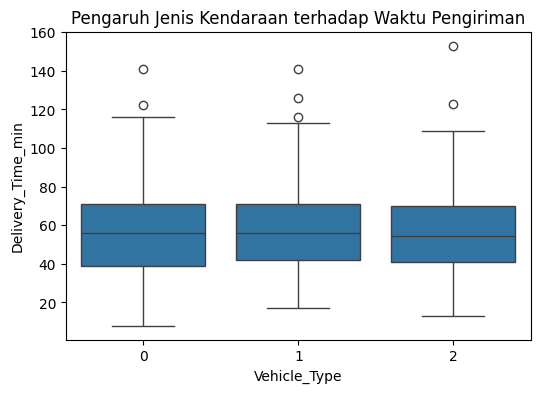 Pengaruh Jenis Kendaraan terhadap Waktu Pengiriman
160
140
120
100
80
60
40
20
Delivery_Time_min
0 1 2
Vehicle_Type